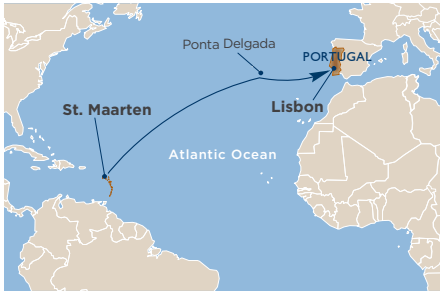 Ponta Delgada
PORTUGAL
St. Maarten
Lisbon
Atlantic Ocean